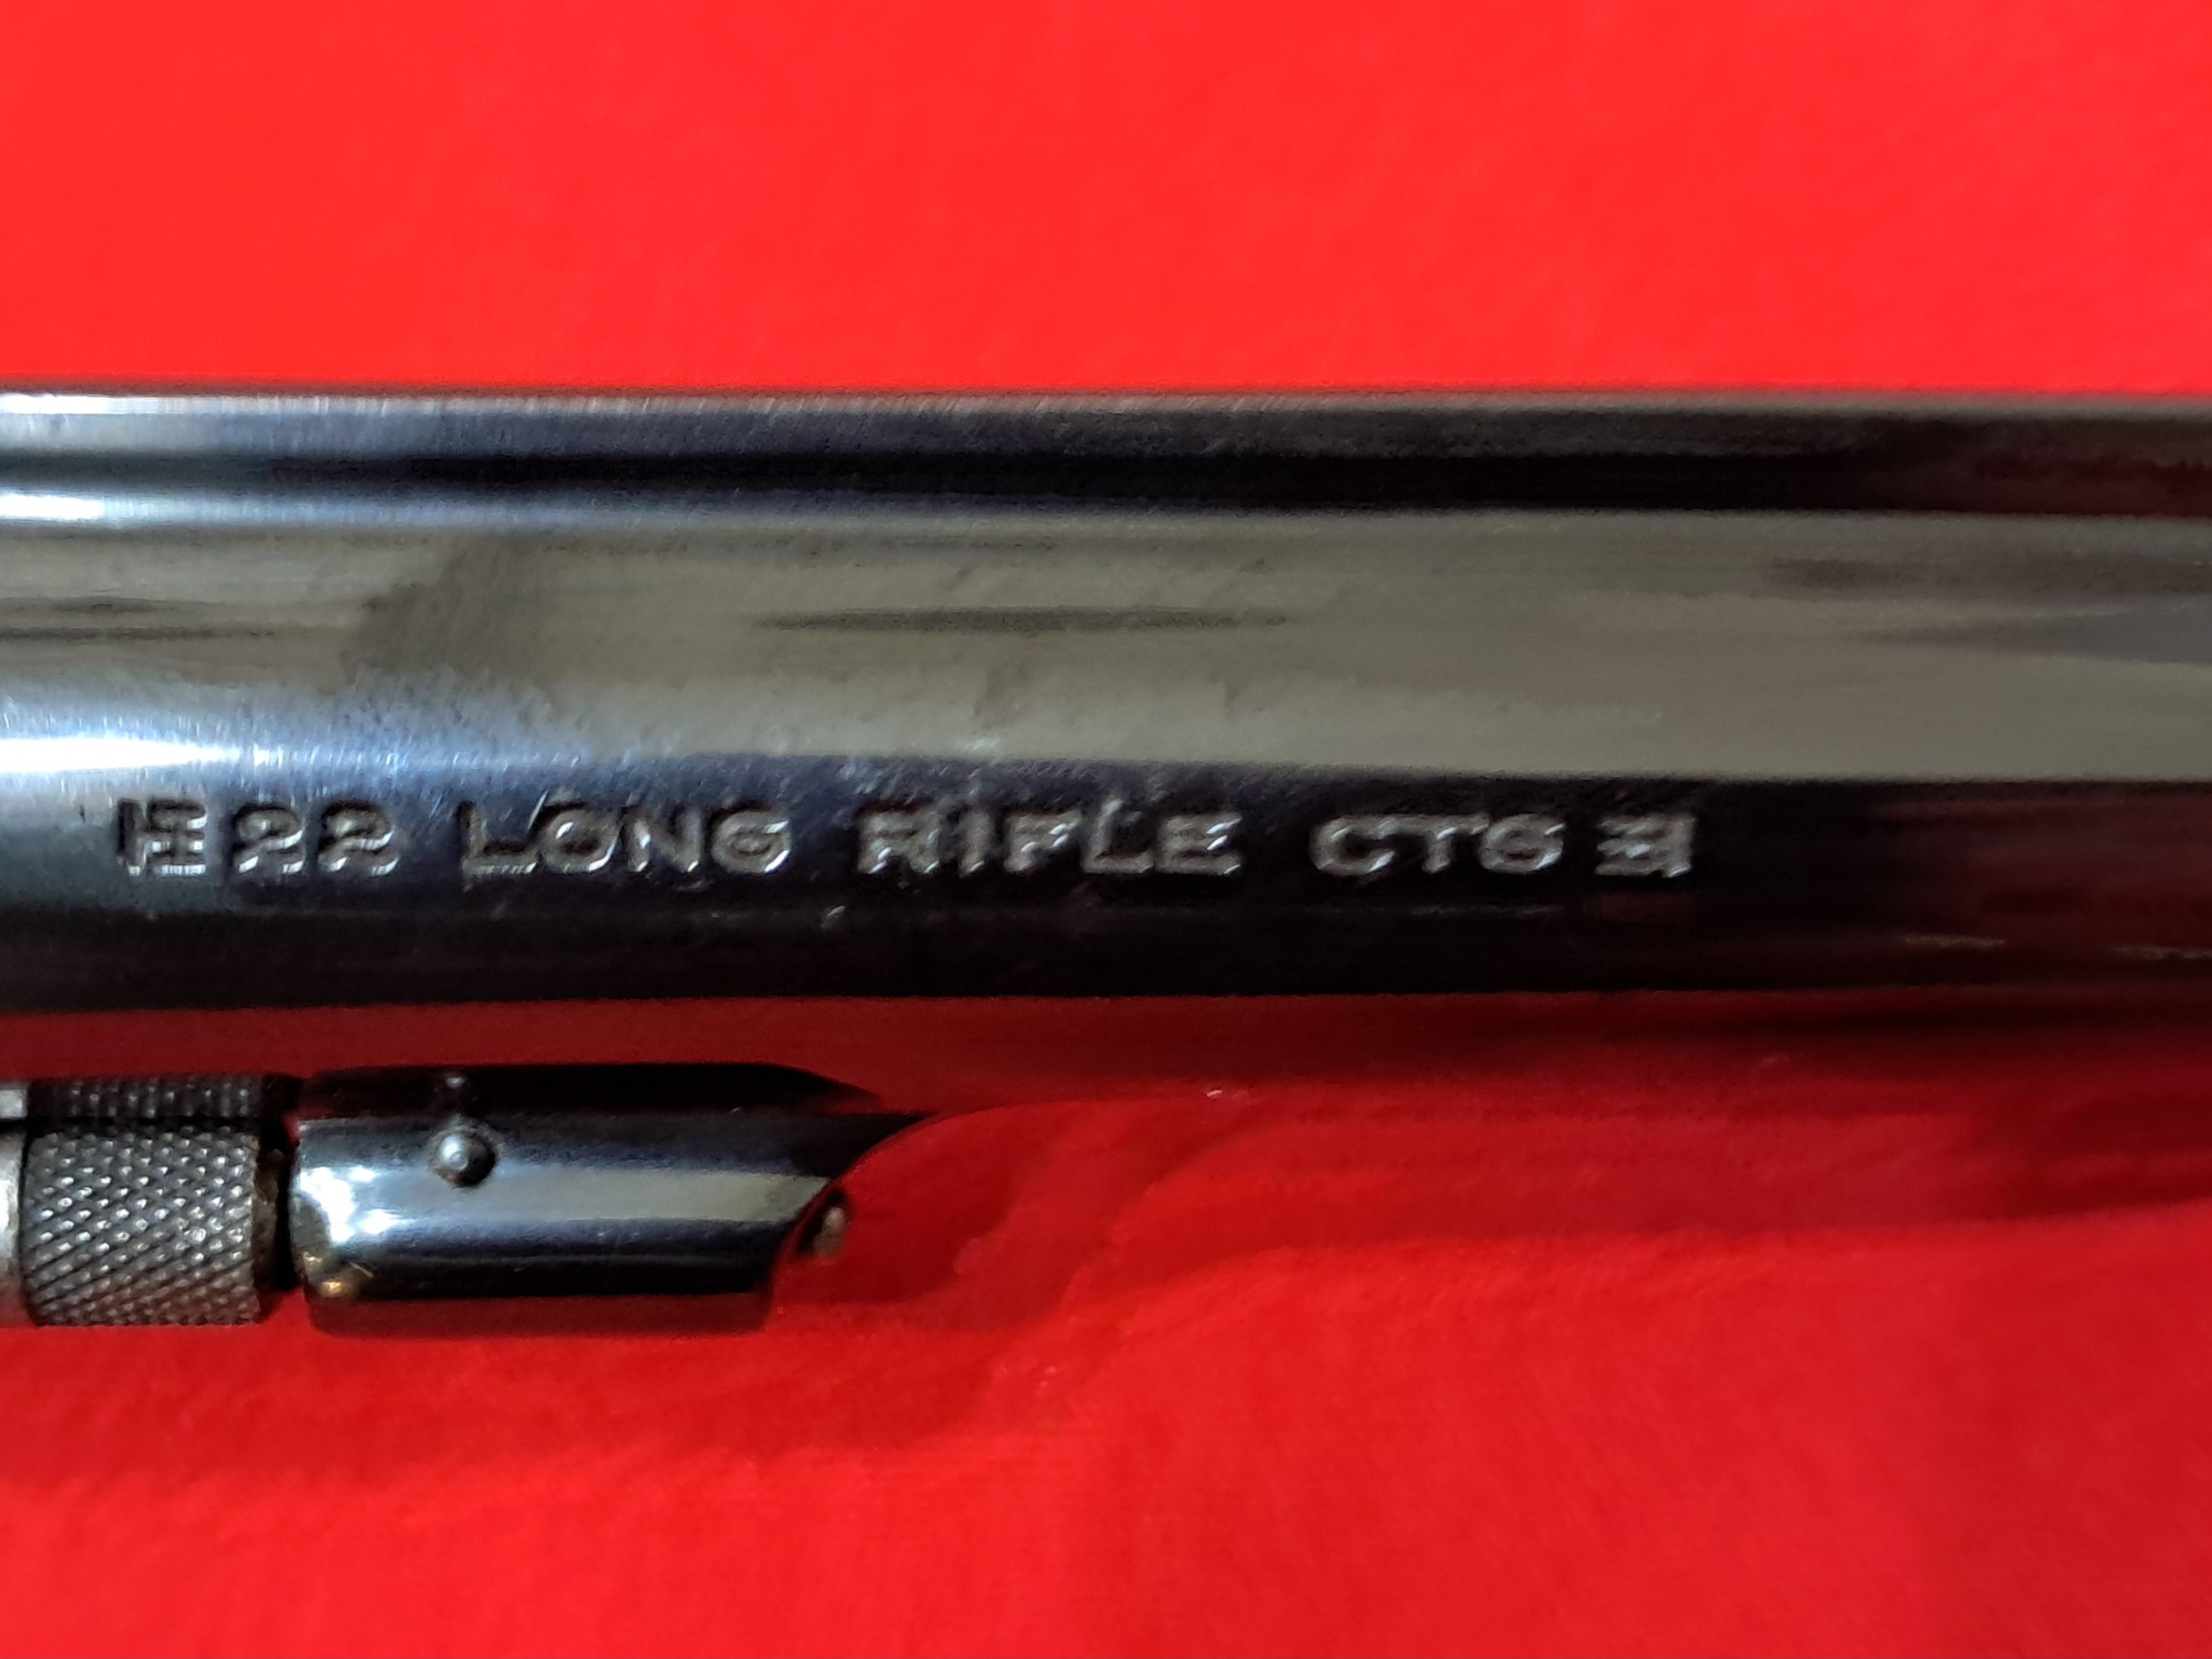 22 LONG RIFLE CTG